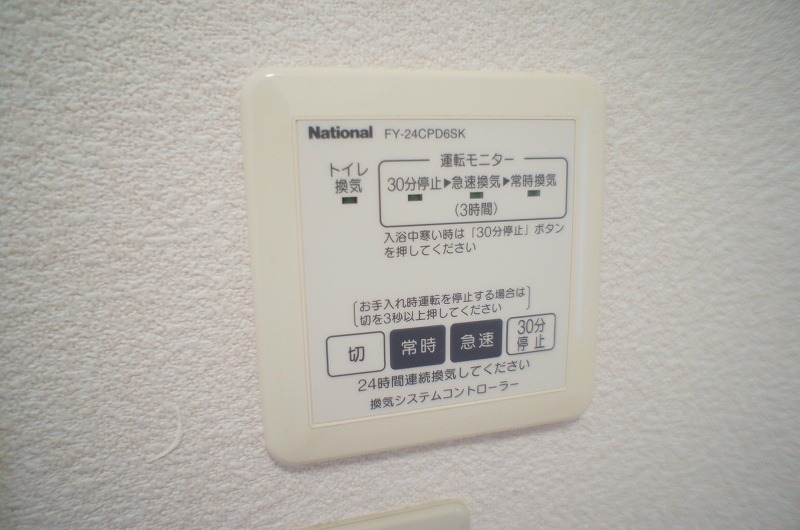 National FY-24CPD6SK
トイレ
換気
運転モニター
30分停止▶急速換気▶常時換気
(3時間)
入浴中寒い時は「30分停止」ボタン
を押してください
お手入れ時運転を停止する場合は
切を3秒以上押してください
切 常時 急速 30分
停止
24時間連続換気してください
換気システムコントローラー